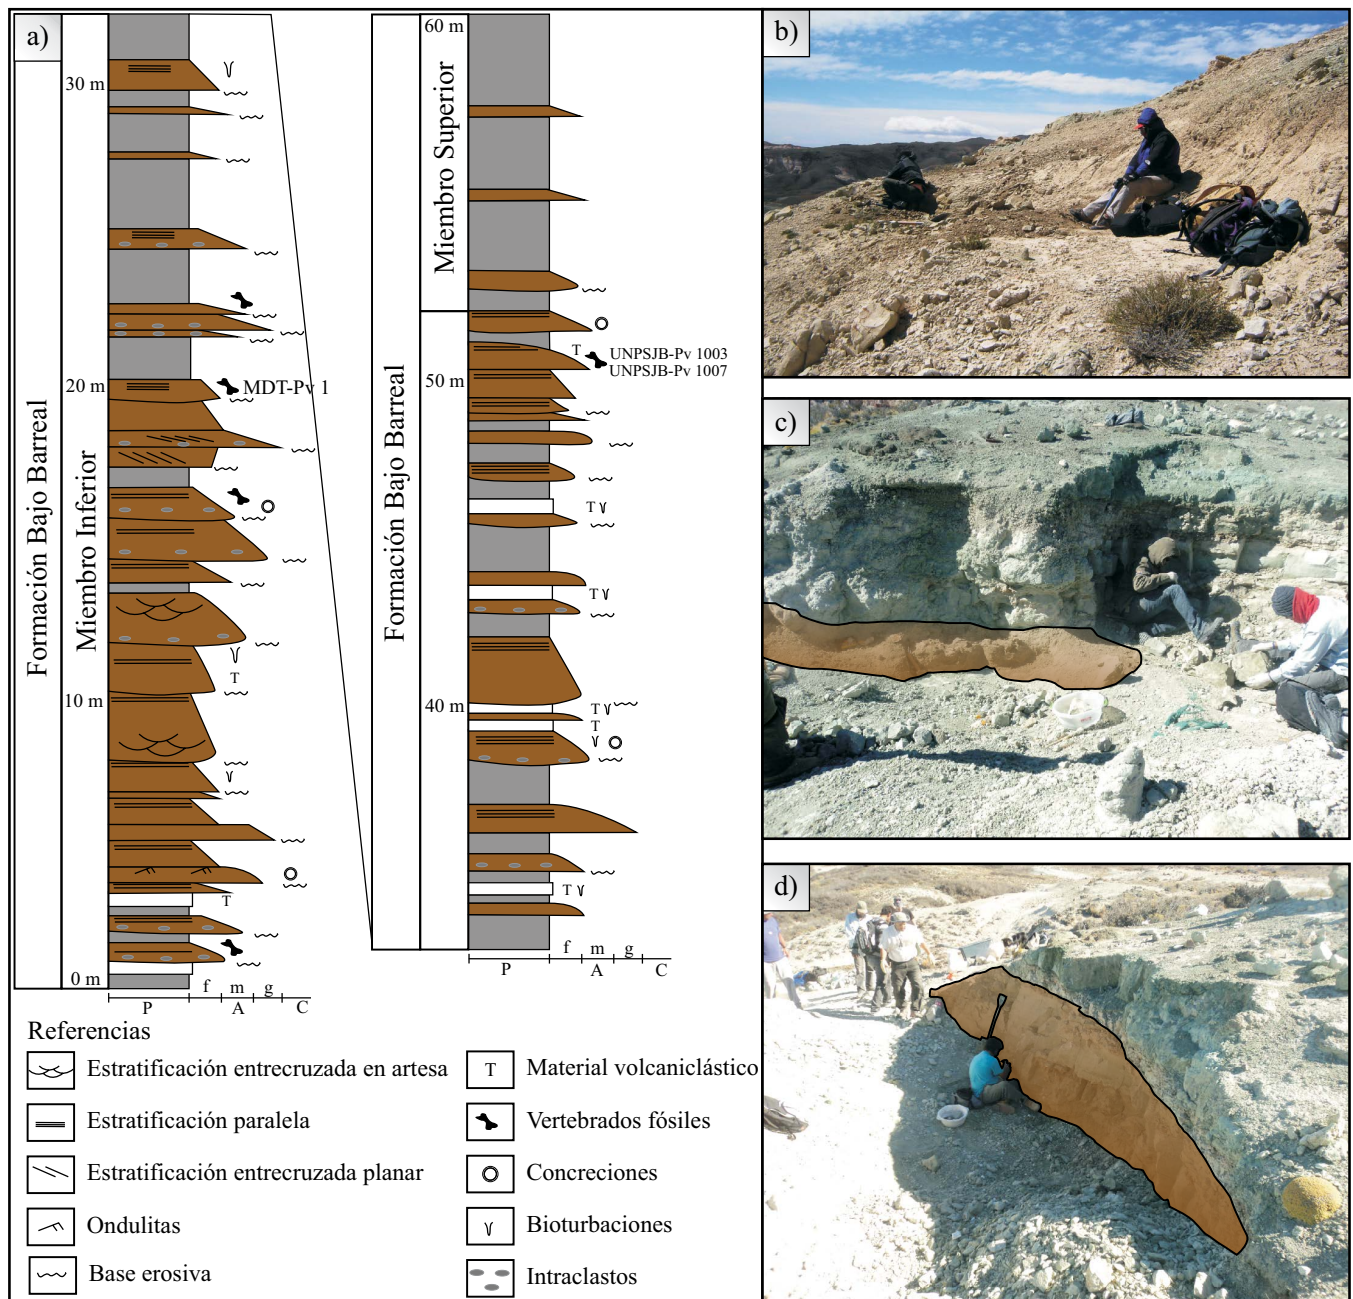 a)
Formación Bajo Barreal
Miembro Inferior
30 m
20 m
10 m
0 m
MDT-Pv 1
T
T
P
f
m
g
A
C
Formación Bajo Barreal
Miembro Superior
60 m
50 m
40 m
T
UNPSJB-Pv 1003
UNPSJB-Pv 1007
T
T
T
T
T
P
f
m
g
A
C
Referencias
Estratificación entrecruzada en artesa
Estratificación paralela
Estratificación entrecruzada planar
Ondulitas
Base erosiva
T
Material volcaniclástico
Vertebrados fósiles
Concreciones
Bioturbaciones
Intraclastos
b)
c)
d)